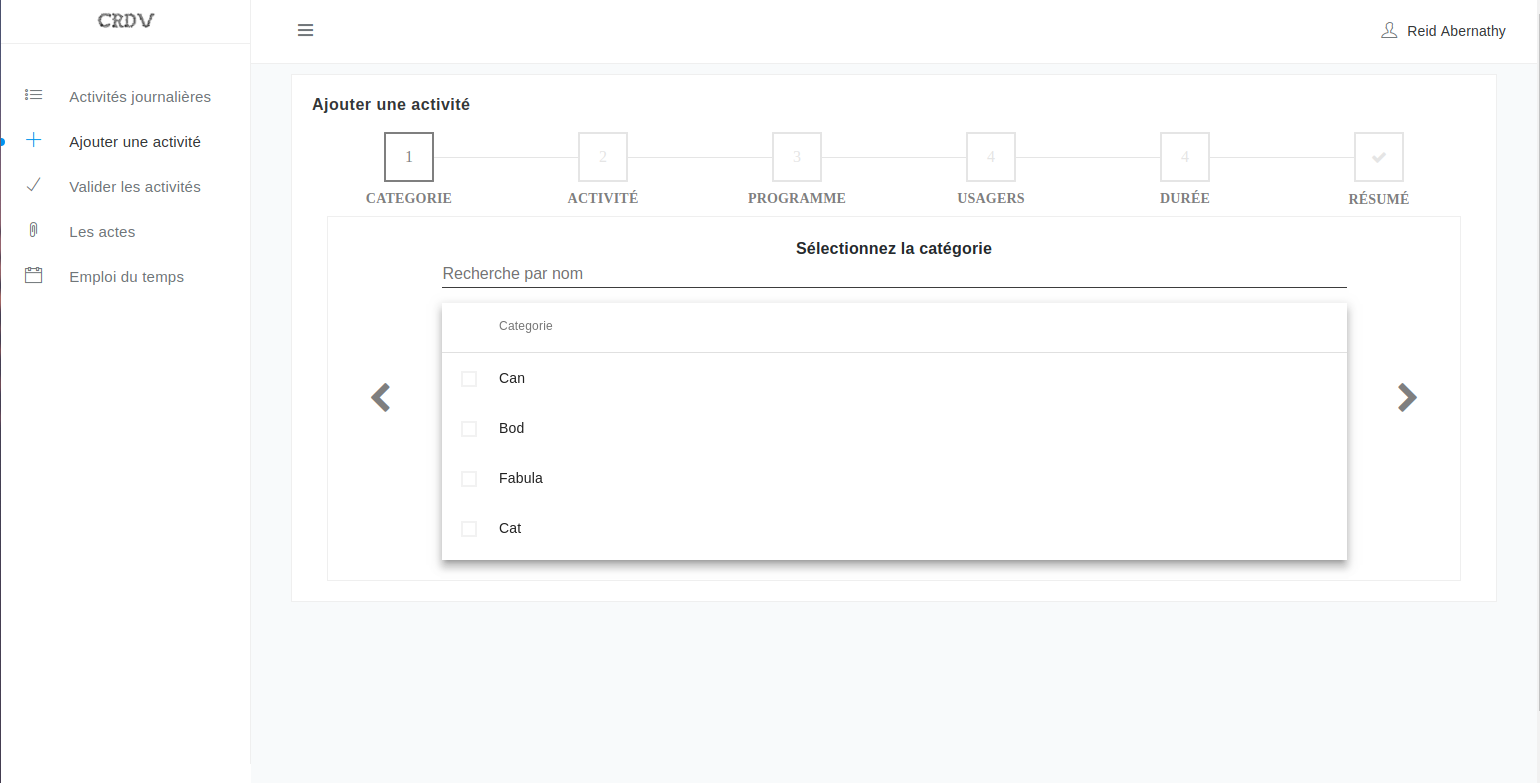 CRDV
Reid Abernathy
Activités journalières
Ajouter une activité
Valider les activités
Les actes
Emploi du temps
Ajouter une activité
1
2
3
4
4
CATEGORIE
ACTIVITÉ
PROGRAMME
USAGERS
DURÉE
RÉSUMÉ
Sélectionnez la catégorie
Recherche par nom
Categorie
Can
Bod
Fabula
Cat